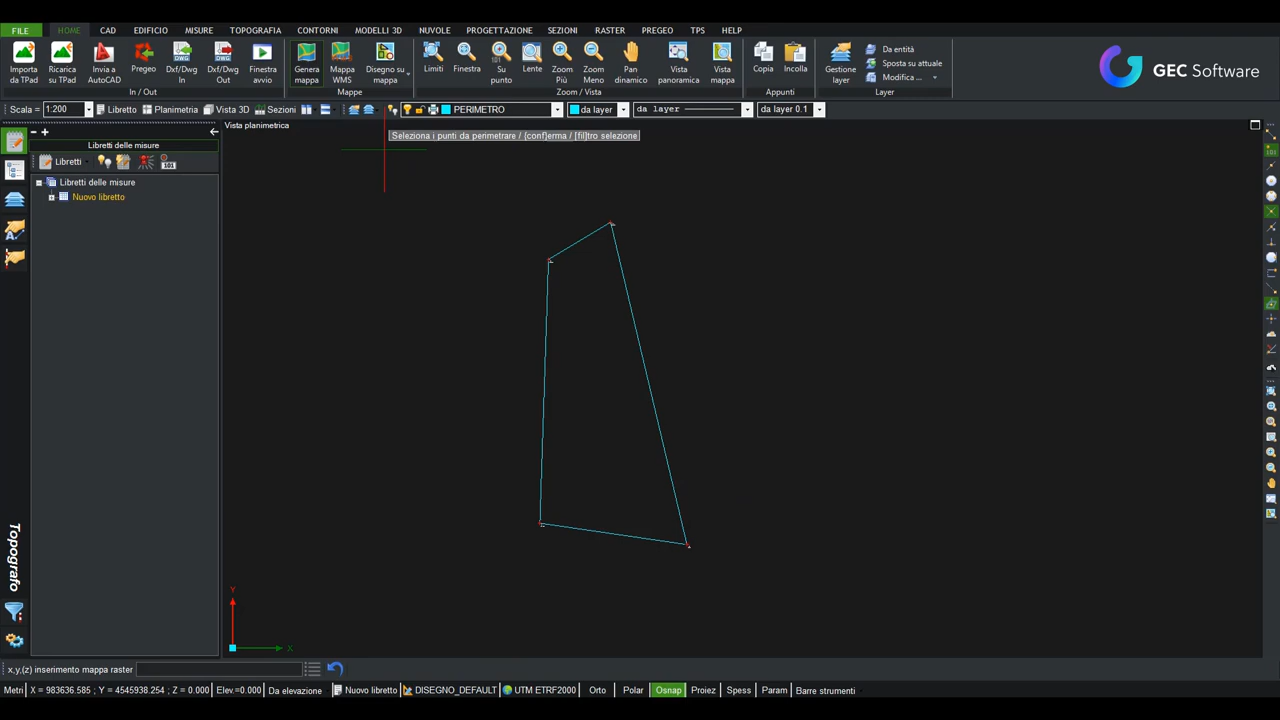 FILE HOME CAD EDIFICIO MISURE TOPOGRAFIA CONTORNI MODELLI 3D NUVOLE PROGETTAZIONE SEZIONI RASTER PREGEO TPS HELP
Importa da TPad
Ricarica su TPad
Invia a AutoCAD
Pregeo
Dxf/Dwg In
Dxf/Dwg Out
Finestra avvio
Genera mappa
Mappa WMS
Disegno su mappa
Limiti
Finestra
Su punto
Lente
Zoom Più
Zoom Meno
Pan dinamico
Vista panoramica
Vista mappa
Copia
Incolla
Gestione layer
Da entità
Sposta su attuale
Modifica ...
GEC Software
In / Out Mappe Zoom / Vista Appunti Layer
Scala = 1:200 Libretto Planimetria Vista 3D Sezioni PERIMETRO da layer da layer da layer 0.1
Vista planimetrica
Seleziona i punti da perimetrare / {conf}erma / [fil]tro selezione
Libretti delle misure
Libretti
Libretti delle misure
Nuovo libretto
Topografo
Y
X
x,y,(z) inserimento mappa raster
Metri X = 983636.585 ; Y = 4545938.254 ; Z = 0.000 Elev.=0.000 Da elevazione Nuovo libretto DISEGNO_DEFAULT UTM ETRF2000 Orto Polar Osnap Proiez Spess Param Barre strumenti